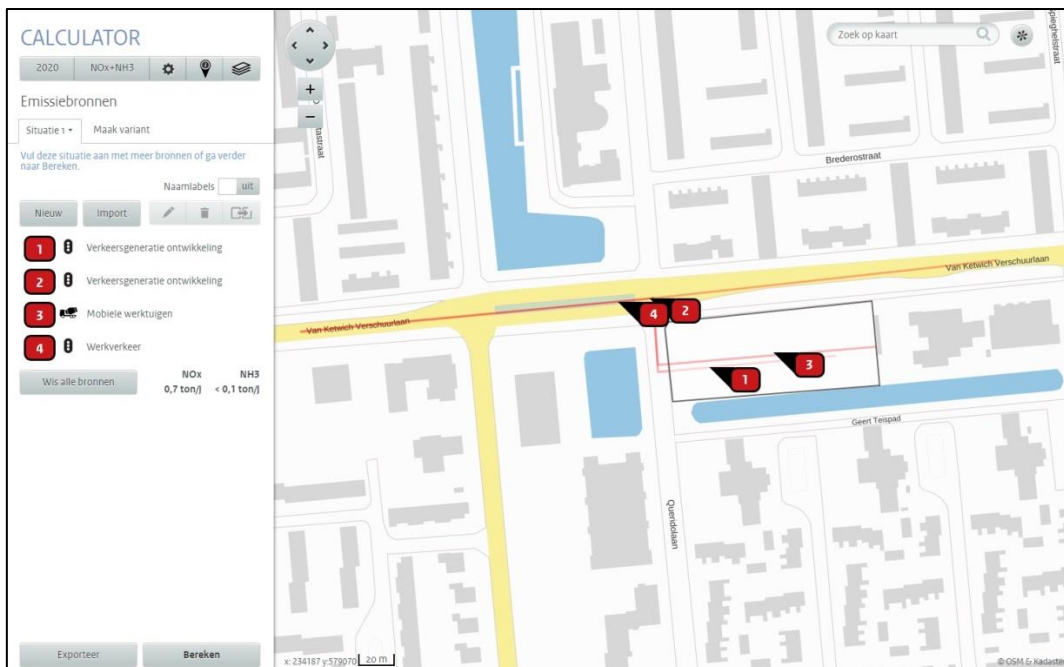 CALCULATOR
2020
NOx+NH3
Emissiebronnen
Situatie 1
Maak variant
Vul deze situatie aan met meer bronnen of ga verder
naar Bereken.
Naamlabels
uit
Nieuw
Import
1
Verkeersgeneratie ontwikkeling
2
Verkeersgeneratie ontwikkeling
3
Mobiele werktuigen
4
Werkverkeer
Wis alle bronnen
NOx
NH3
0,7 ton/j
< 0,1 ton/j
Exporteer
Bereken
+
−
Zoek op kaart
Brederostraat
Van Ketwich Verschuurlaan
Van Ketwich Verschuurlaan
4
2
3
1
Geert Teispad
Queridolaan
x: 234187 y:579070
20 m
© OSM & Kadaster